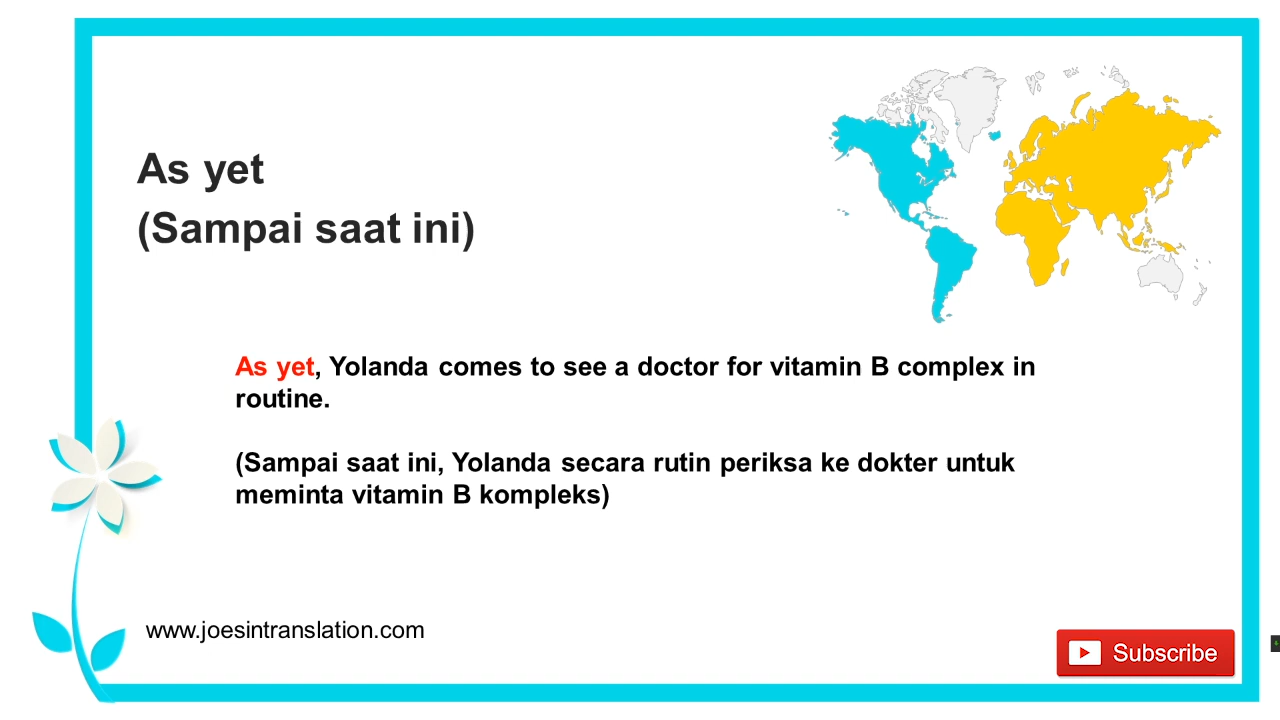 As yet
(Sampai saat ini)
As yet, Yolanda comes to see a doctor for vitamin B complex in
routine.
(Sampai saat ini, Yolanda secara rutin periksa ke dokter untuk
meminta vitamin B kompleks)
www.joesintranslation.com
Subscribe